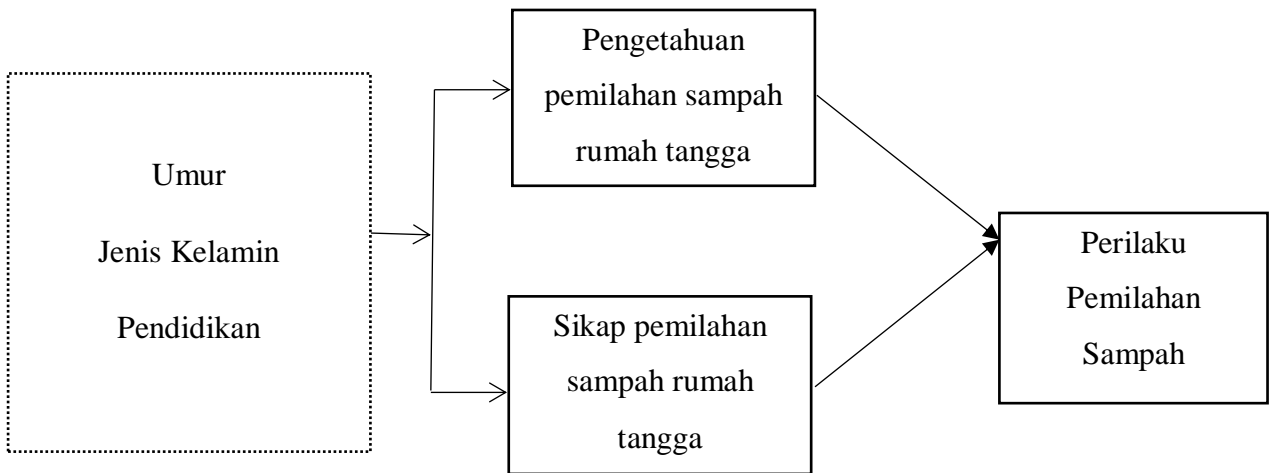 Umur
Jenis Kelamin
Pendidikan
Pengetahuan
pemilahan sampah
rumah tangga
Sikap pemilahan
sampah rumah
tangga
Perilaku
Pemilahan
Sampah